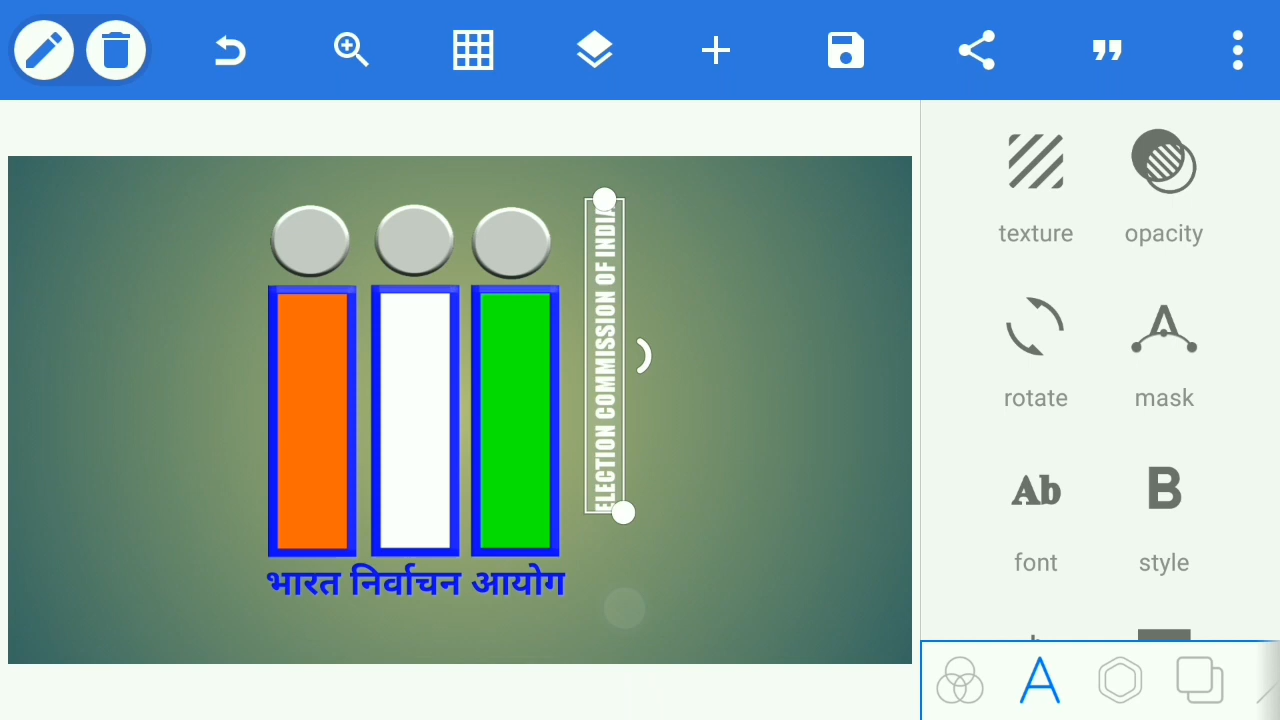 texture
opacity
ELECTION COMMISSION OF INDIA
rotate
mask
Ab
B
font
style
भारत निर्वाचन आयोग